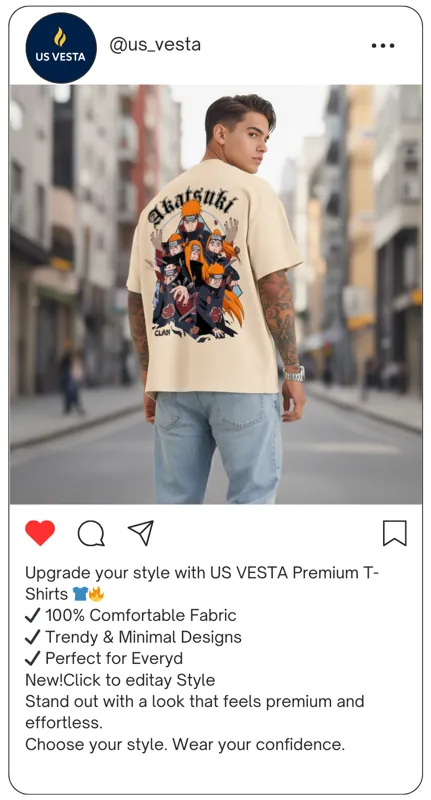 US VESTA
@us_vesta
Akatsuki
CLAN
Upgrade your style with US VESTA Premium T-
Shirts 👕🔥
✓ 100% Comfortable Fabric
✓ Trendy & Minimal Designs
✓ Perfect for Everyd
New!Click to editay Style
Stand out with a look that feels premium and
effortless.
Choose your style. Wear your confidence.